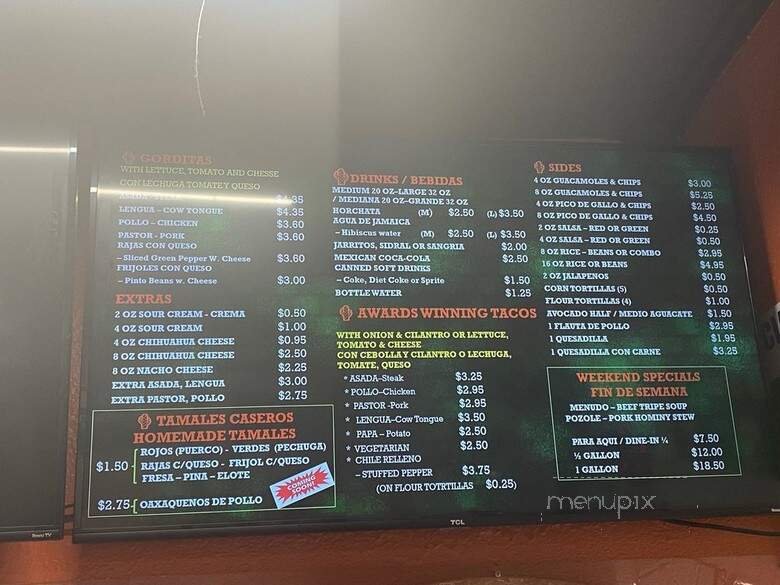 GORDITAS
WITH LETTUCE, TOMATO AND CHESSE
CON LECHUGA TOMATE Y QUESO
$4.35
LENGUA – COW TONGUE $4.35
POLLO – CHICKEN $3.60
PASTOR - PORK $3.60
RAJAS CON QUESO
– Sliced Green Pepper W. Cheese $3.60
FRIJOLES CON QUESO
– Pinto Beans w. Cheese $3.00
EXTRAS
2 OZ SOUR CREAM - CREMA $0.50
4 OZ SOUR CREAM $1.00
4 OZ CHIHUAHUA CHEESE $0.95
8 OZ CHIHUAHUA CHEESE $2.50
8 OZ NACHO CHEESE $2.25
EXTRA ASADA, LENGUA $3.00
EXTRA PASTOR, POLLO $2.75
TAMALES CASEROS
HOMEMADE TAMALES
ROJOS (PUERCO) - VERDES (PECHUGA)
$1.50 RAJAS C/QUESO - FRIJOL C/QUESO
FRESA – PINA – ELOTE
COMING SOON!
$2.75 OAXAQUENOS DE POLLO
DRINKS / BEBIDAS
MEDIUM 20 OZ-LARGE 32 OZ
/ MEDIANA 20 OZ-GRANDE 32 OZ
HORCHATA (M) $2.50 (L) $3.50
AGUA DE JAMAICA
– Hibiscus water (M) $2.50 (L) $3.50
JARRITOS, SIDRAL OR SANGRIA $2.00
MEXICAN COCA-COLA $2.50
CANNED SOFT DRINKS
– Coke, Diet Coke or Sprite $1.50
BOTTLE WATER $1.25
AWARDS WINNING TACOS
WITH ONION & CILANTRO OR LETTUCE,
TOMATO & CHEESE
CON CEBOLLA Y CILANTRO O LECHUGA,
TOMATE, QUESO
* ASADA-Steak $3.25
* POLLO–Chicken $2.95
* PASTOR -Pork $2.95
* LENGUA–Cow Tongue $3.50
* PAPA – Potato $2.50
* VEGETARIAN $2.50
* CHILE RELLENO
– STUFFED PEPPER $3.75
(ON FLOUR TOTRTILLAS $0.25)
SIDES
4 OZ GUACAMOLES & CHIPS $3.00
8 OZ GUACAMOLES & CHIPS $5.25
4 OZ PICO DE GALLO & CHIPS $2.50
8 OZ PICO DE GALLO & CHIPS $4.50
2 OZ SALSA – RED OR GREEN $0.25
4 OZ SALSA – RED OR GREEN $0.50
8 OZ RICE – BEANS OR COMBO $2.95
16 OZ RICE OR BEANS $4.95
2 OZ JALAPENOS $0.50
CORN TORTILLAS (5) $0.50
FLOUR TORTILLAS (4) $1.00
AVOCADO HALF / MEDIO AGUACATE $1.50
1 FLAUTA DE POLLO $2.95
1 QUESADILLA $1.95
1 QUESADILLA CON CARNE $3.25
WEEKEND SPECIALS
FIN DE SEMANA
MENUDO – BEEF TRIPE SOUP
POZOLE – PORK HOMINY STEW
PARA AQUI / DINE-IN ¼ $7.50
½ GALLON $12.00
1 GALLON $18.50
menupix
TCL
Roku TV